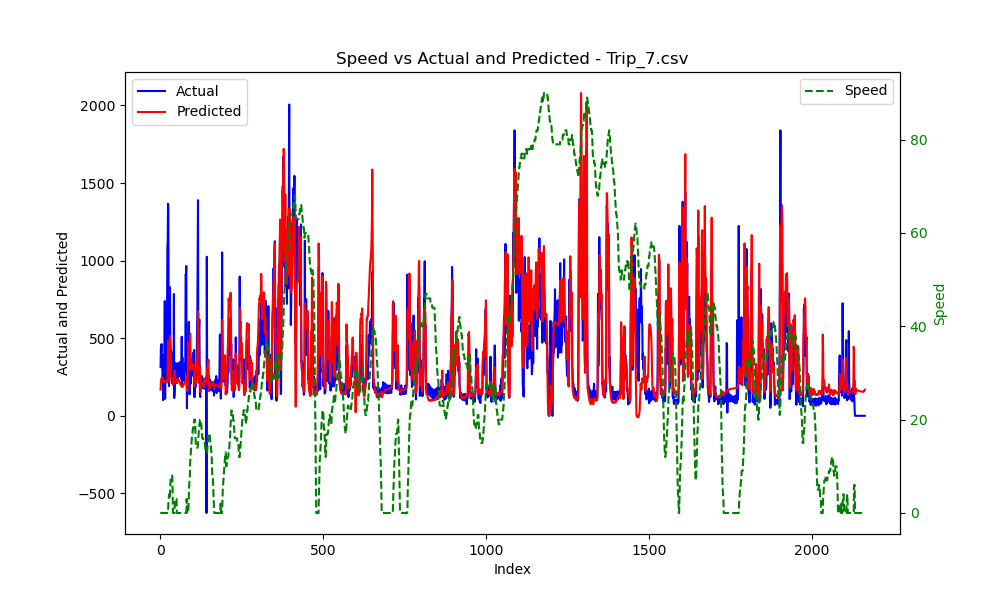 Speed vs Actual and Predicted - Trip_7.csv
Actual
Predicted
Speed
2000
1500
1000
500
0
−500
Actual and Predicted
80
60
40
20
0
Speed
0
500
1000
1500
2000
Index